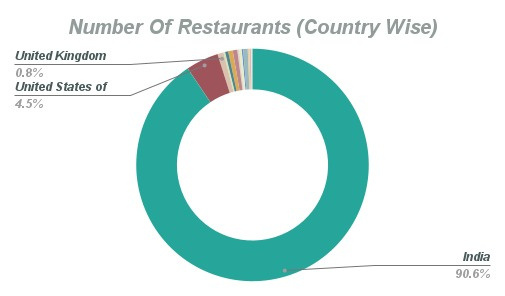 Number Of Restaurants (Country Wise)
United Kingdom
0.8%
United States of
4.5%
India
90.6%